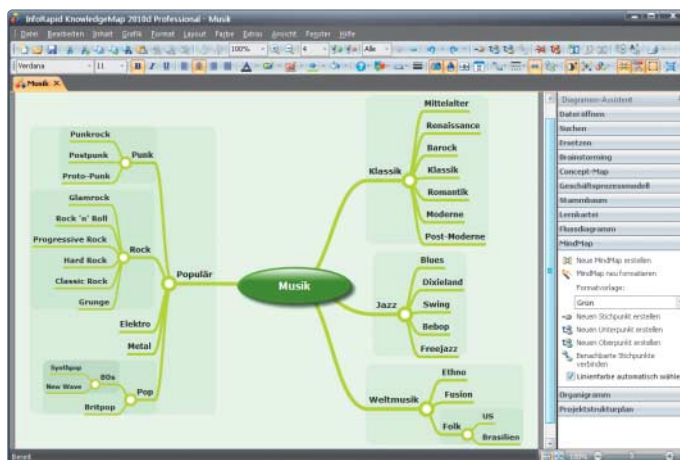 InfoRapid KnowledgeMap 2010d Professional - Musik
Datei Bearbeiten Inhalt Grafik Format Layout Farbe Extras Ansicht Fenster Hilfe
100% 4 Alle
Verdana 11 B I U
Musik
Punkrock
Postpunk
Proto-Punk
Punk
Glamrock
Rock 'n' Roll
Progressive Rock
Hard Rock
Classic Rock
Grunge
Rock
Populär
Elektro
Metal
Synthpop
New Wave
80s
Britpop
Pop
Musik
Klassik
Mittelalter
Renaissance
Barock
Klassik
Romantik
Moderne
Post-Moderne
Jazz
Blues
Dixieland
Swing
Bebop
Freejazz
Weltmusik
Ethno
Fusion
Folk
US
Brasilien
Diagramm-Assistent
Datei öffnen
Suchen
Ersetzen
Brainstorming
Concept-Map
Geschäftsprozessmodell
Stammbaum
Lernkartei
Flussdiagramm
MindMap
Neue MindMap erstellen
MindMap neu formatieren
Formatvorlage:
Grün
Neuen Stichpunkt erstellen
Neuen Unterpunkt erstellen
Neuen Oberpunkt erstellen
Benachbarte Stichpunkte
verbinden
Linienfarbe automatisch wähle
Organigramm
Projektstrukturplan
Bereit
100%